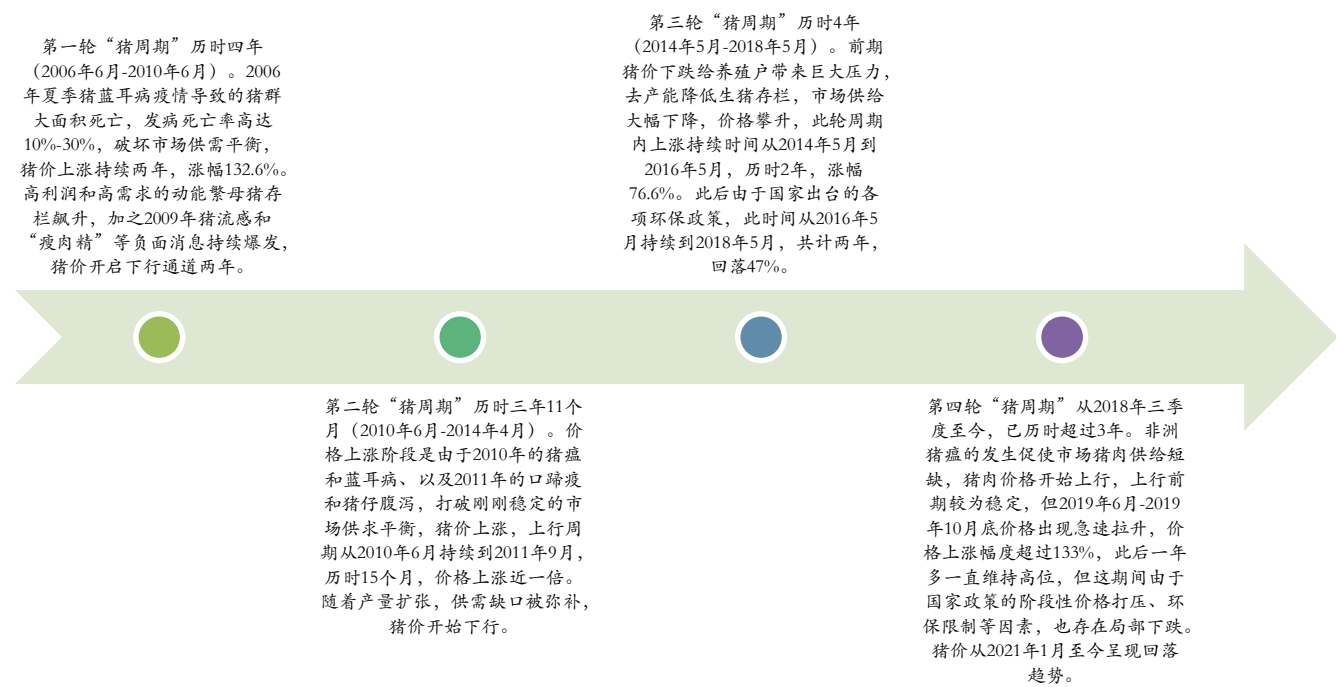 第一轮“猪周期”历时四年
（2006年6月-2010年6月）。2006
年夏季猪蓝耳病疫情导致的猪群
大面积死亡，发病死亡率高达
10%-30%，破坏市场供需平衡，
猪价上涨持续两年，涨幅132.6%。
高利润和高需求的动能繁母猪存
栏飙升，加之2009年猪流感和
“瘦肉精”等负面消息持续爆发，
猪价开启下行通道两年。
第二轮“猪周期”历时三年11个
月（2010年6月-2014年4月）。价
格上涨阶段是由于2010年的猪瘟
和蓝耳病、以及2011年的口蹄疫
和猪仔腹泻，打破刚刚稳定的市
场供求平衡，猪价上涨，上行周
期从2010年6月持续到2011年9月，
历时15个月，价格上涨近一倍。
随着产量扩张，供需缺口被弥补，
猪价开始下行。
第三轮“猪周期”历时4年
（2014年5月-2018年5月）。前期
猪价下跌给养殖户带来巨大压力，
去产能降低生猪存栏，市场供给
大幅下降，价格攀升，此轮周期
内上涨持续时间从2014年5月到
2016年5月，历时2年，涨幅
76.6%。此后由于国家出台的各
项环保政策，此时间从2016年5
月持续到2018年5月，共计两年，
回落47%。
第四轮“猪周期”从2018年三季
度至今，已历时超过3年。非洲
猪瘟的发生促使市场猪肉供给短
缺，猪肉价格开始上行，上行前
期较为稳定，但2019年6月-2019
年10月底价格出现急速拉升，价
格上涨幅度超过133%，此后一年
多一直维持高位，但这期间由于
国家政策的阶段性价格打压、环
保限制等因素，也存在局部下跌。
猪价从2021年1月至今呈现回落
趋势。